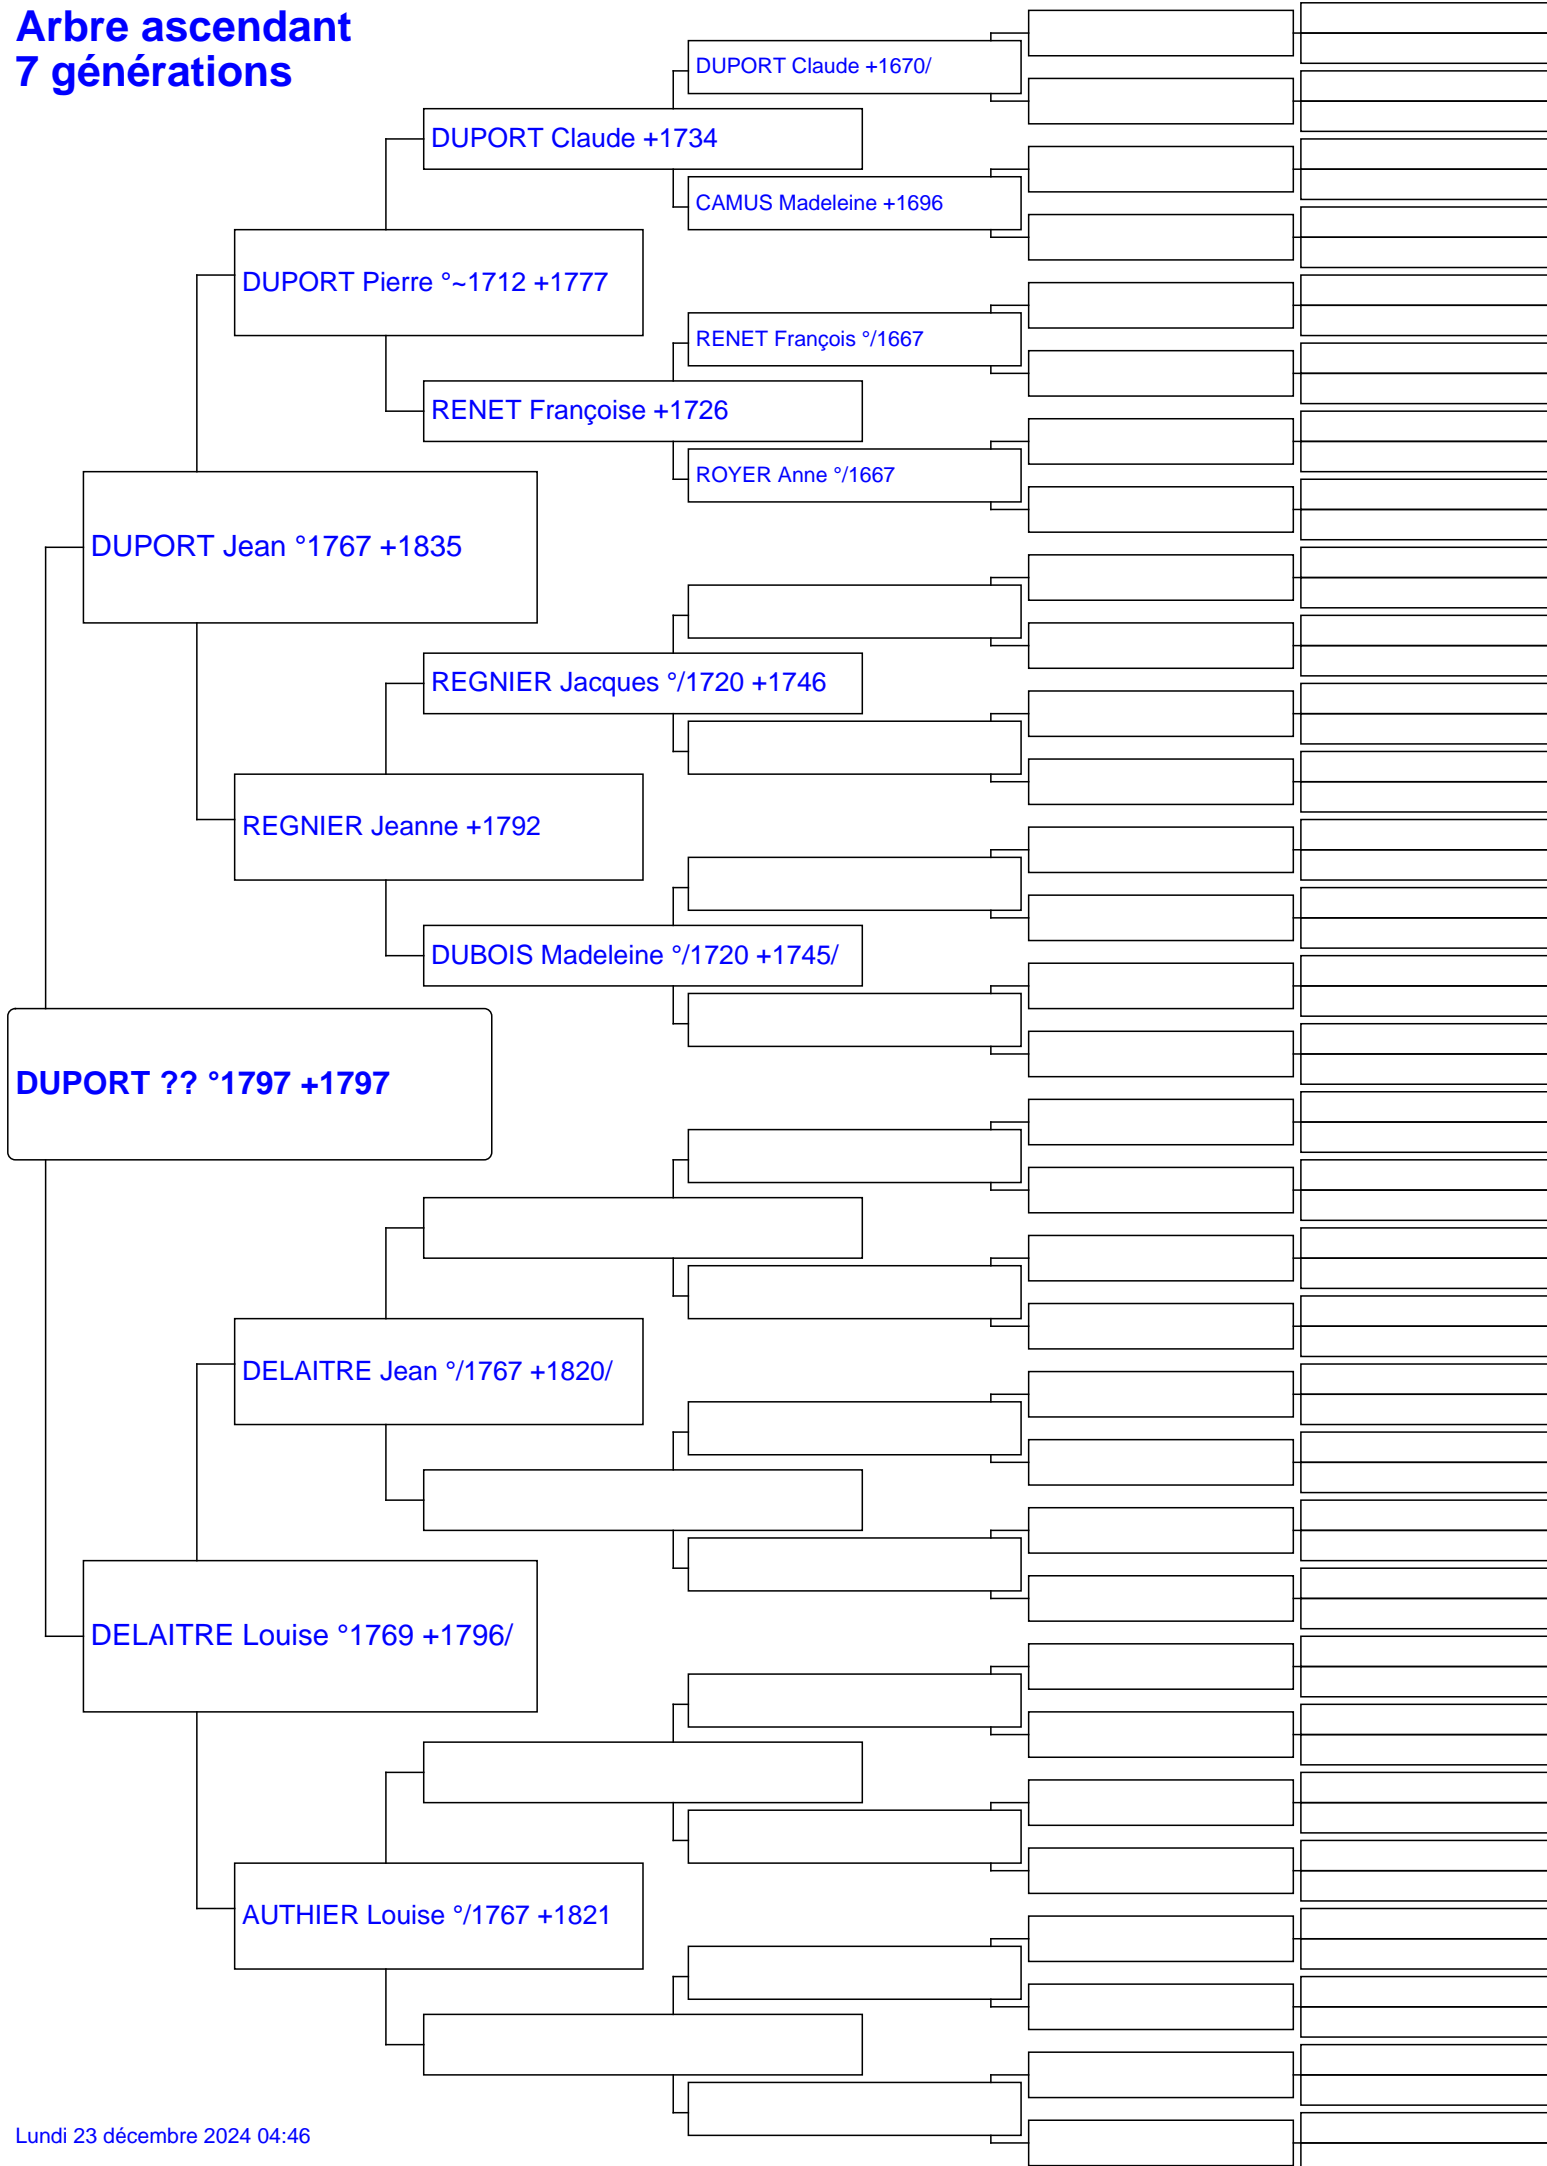 Arbre ascendant
7 générations
DUPORT Claude +1670/
DUPORT Claude +1734
CAMUS Madeleine +1696
DUPORT Pierre °~1712 +1777
RENET François °/1667
RENET Françoise +1726
ROYER Anne °/1667
DUPORT Jean °1767 +1835
REGNIER Jacques °/1720 +1746
REGNIER Jeanne +1792
DUBOIS Madeleine °/1720 +1745/
DUPORT ?? °1797 +1797
DELAITRE Jean °/1767 +1820/
DELAITRE Louise °1769 +1796/
AUTHIER Louise °/1767 +1821
Lundi 23 décembre 2024 04:46